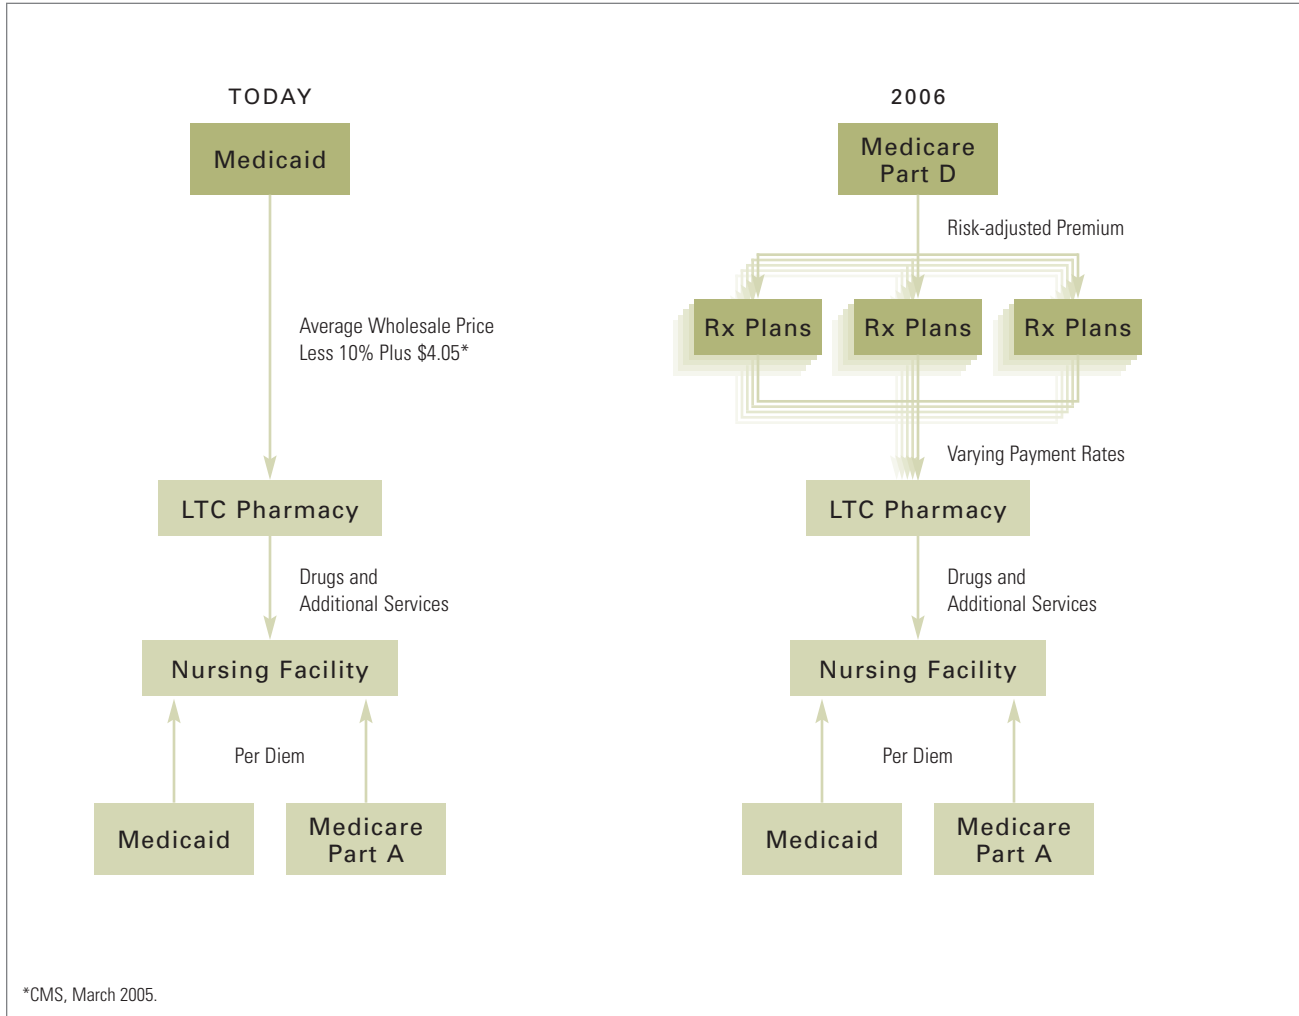 TODAY
Medicaid
Average Wholesale Price
Less 10% Plus $4.05*
LTC Pharmacy
Drugs and
Additional Services
Nursing Facility
Per Diem
Medicaid
Medicare
Part A
2006
Medicare
Part D
Risk-adjusted Premium
Rx Plans
Rx Plans
Rx Plans
Varying Payment Rates
LTC Pharmacy
Drugs and
Additional Services
Nursing Facility
Per Diem
Medicaid
Medicare
Part A
*CMS, March 2005.